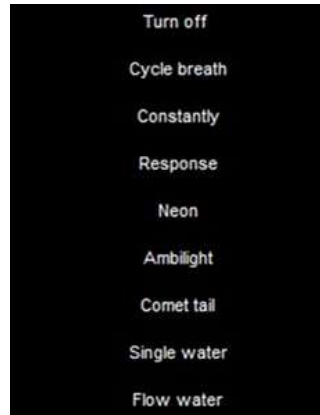 Turn off
Cycle breath
Constantly
Response
Neon
Ambilight
Comet tail
Single water
Flow water